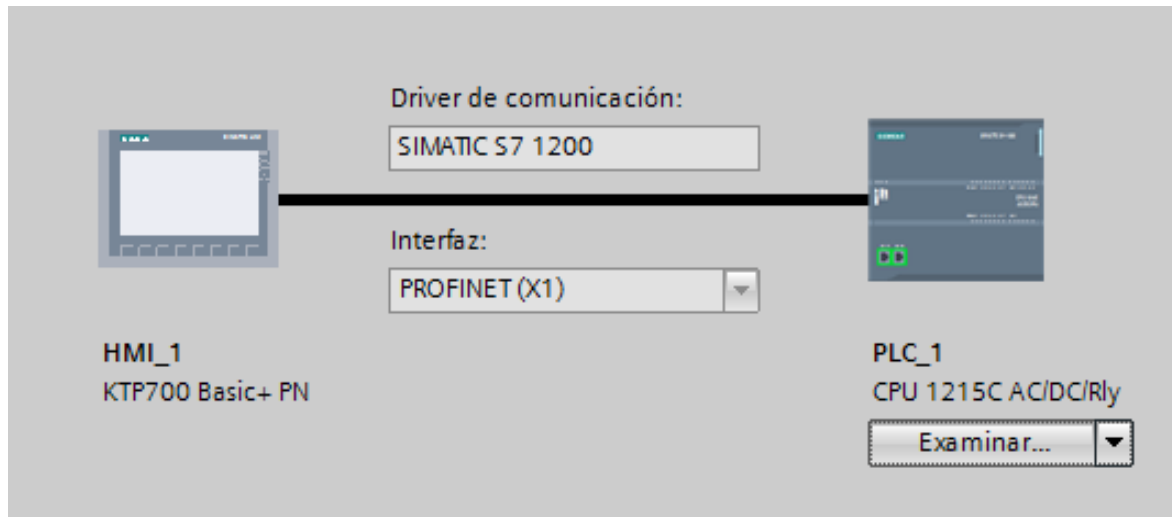 Driver de comunicación:
SIMATIC S7 1200
Interfaz:
PROFINET (X1)
HMI_1
KTP700 Basic+ PN
PLC_1
CPU 1215C AC/DC/Rly
Examinar...